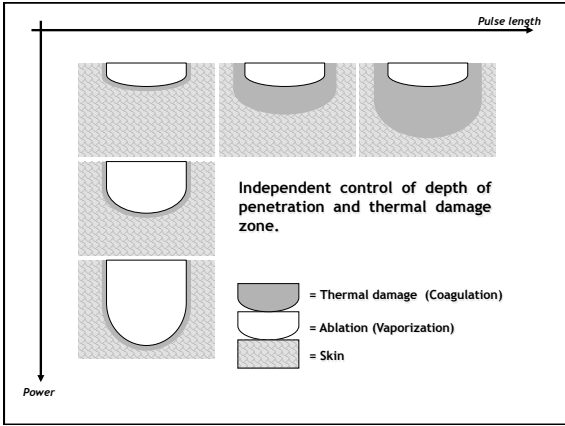 Pulse length
Independent control of depth of
penetration and thermal damage
zone.
= Thermal damage (Coagulation)
= Ablation (Vaporization)
= Skin
Power